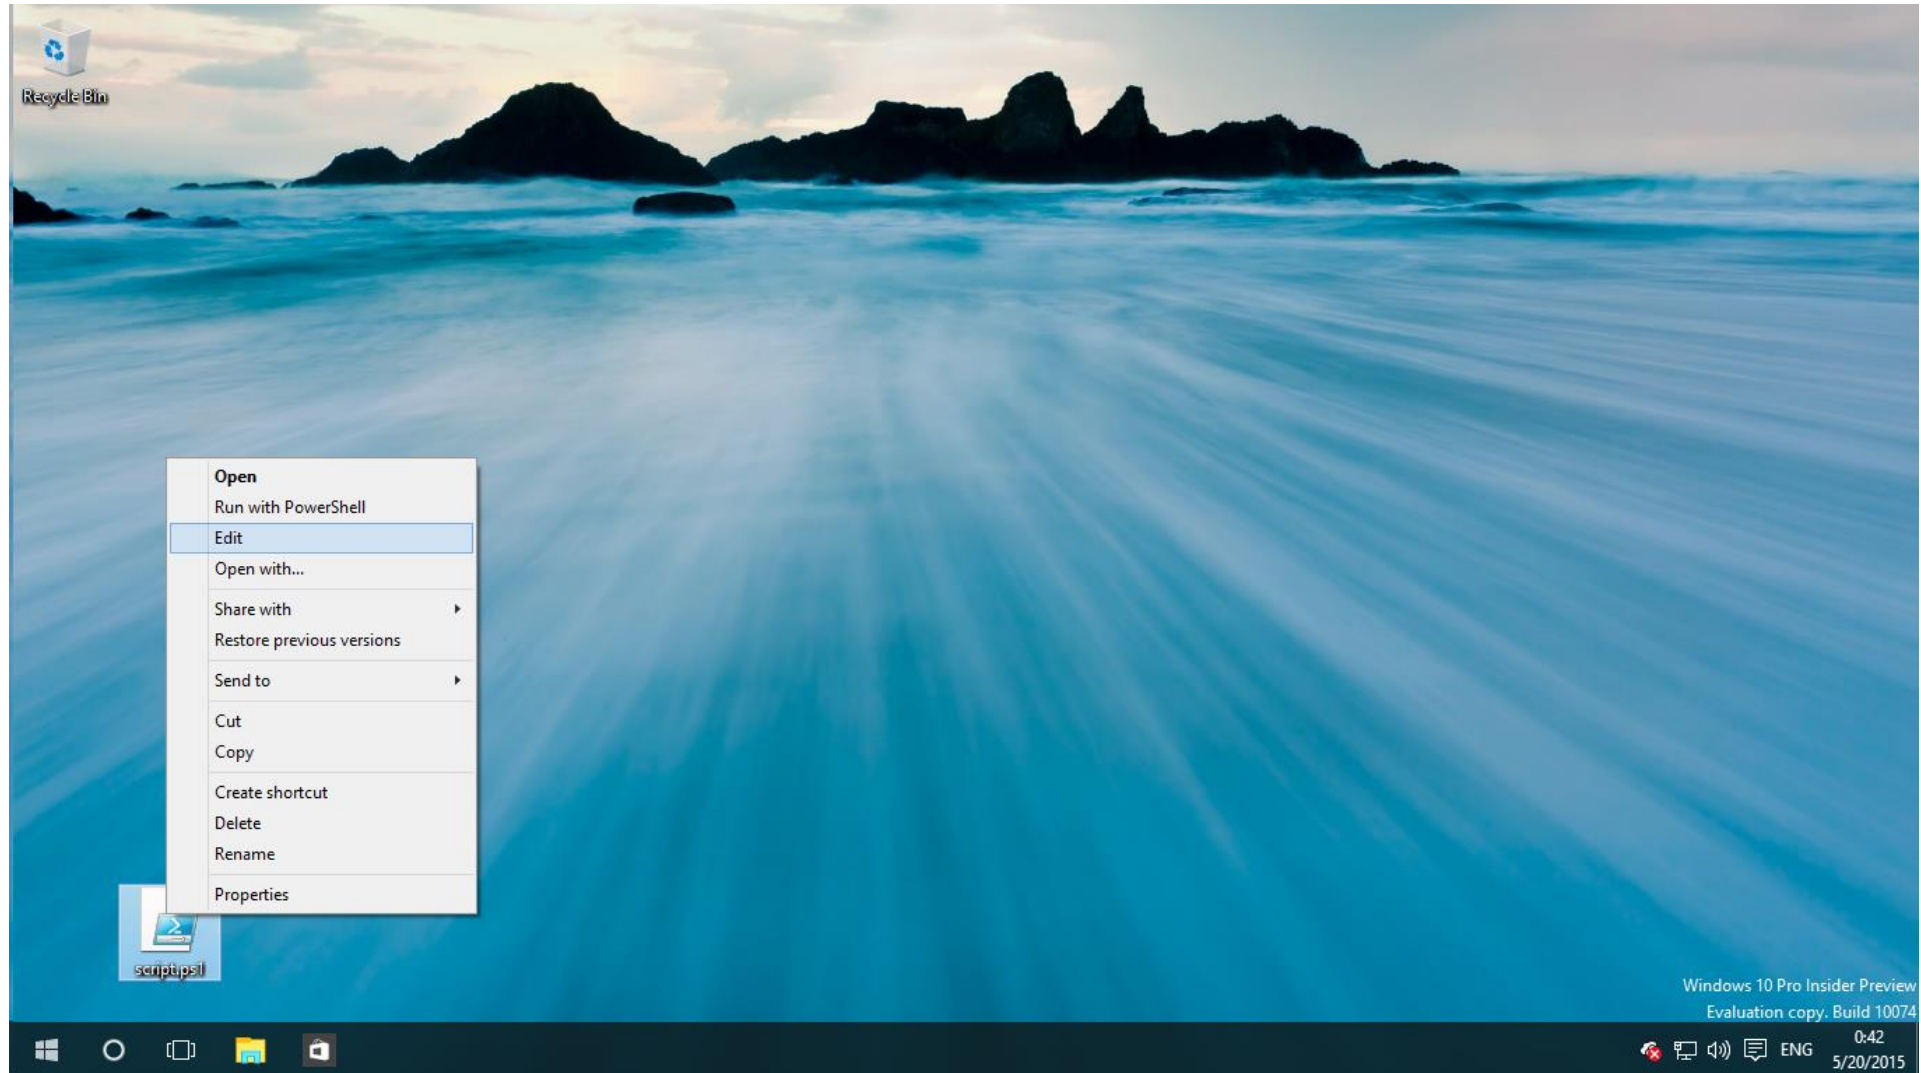 Recycle Bin
Open
Run with PowerShell
Edit
Open with...
Share with
Restore previous versions
Send to
Cut
Copy
Create shortcut
Delete
Rename
Properties
script.ps1
Windows 10 Pro Insider Preview
Evaluation copy. Build 10074
ENG
0:42
5/20/2015